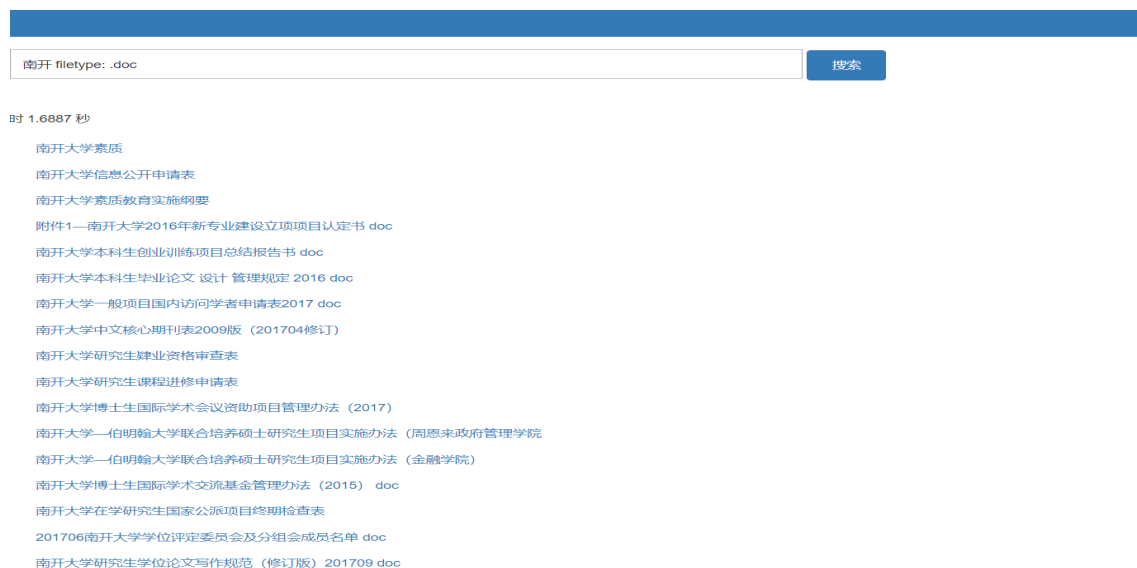 南开 filetype: .doc 搜索
时 1.6887 秒
南开大学素质
南开大学信息公开申请表
南开大学素质教育实施纲要
附件1—南开大学2016年新专业建设立项项目认定书 doc
南开大学本科生创业训练项目总结报告书 doc
南开大学本科生毕业论文 设计 管理规定 2016 doc
南开大学一般项目国内访问学者申请表2017 doc
南开大学中文核心期刊表2009版（201704修订）
南开大学研究生肄业资格审查表
南开大学研究生课程进修申请表
南开大学博士生国际学术会议资助项目管理办法（2017）
南开大学—伯明翰大学联合培养硕士研究生项目实施办法（周恩来政府管理学院
南开大学—伯明翰大学联合培养硕士研究生项目实施办法（金融学院）
南开大学博士生国际学术交流基金管理办法（2015） doc
南开大学在学研究生国家公派项目终期检查表
201706南开大学学位评定委员会及分组会成员名单 doc
南开大学研究生学位论文写作规范（修订版）201709 doc